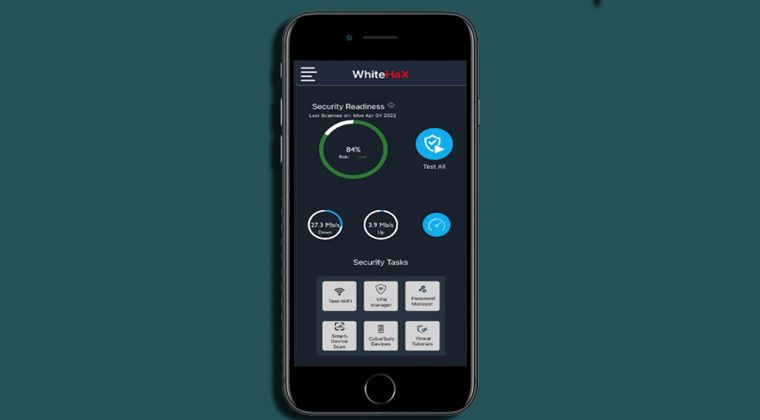 WhiteHaX
Security Readiness
Last Scanned on: Mon Apr 04 2022
84%
Risk: Low
Test All
27.3 Mb/s
Down
3.9 Mb/s
Up
Security Tasks
Test-WiFi
VPN
Manager
Password
Manager
Smart-
Device
Scan
CyberSafe
Devices
Threat
Tutorials